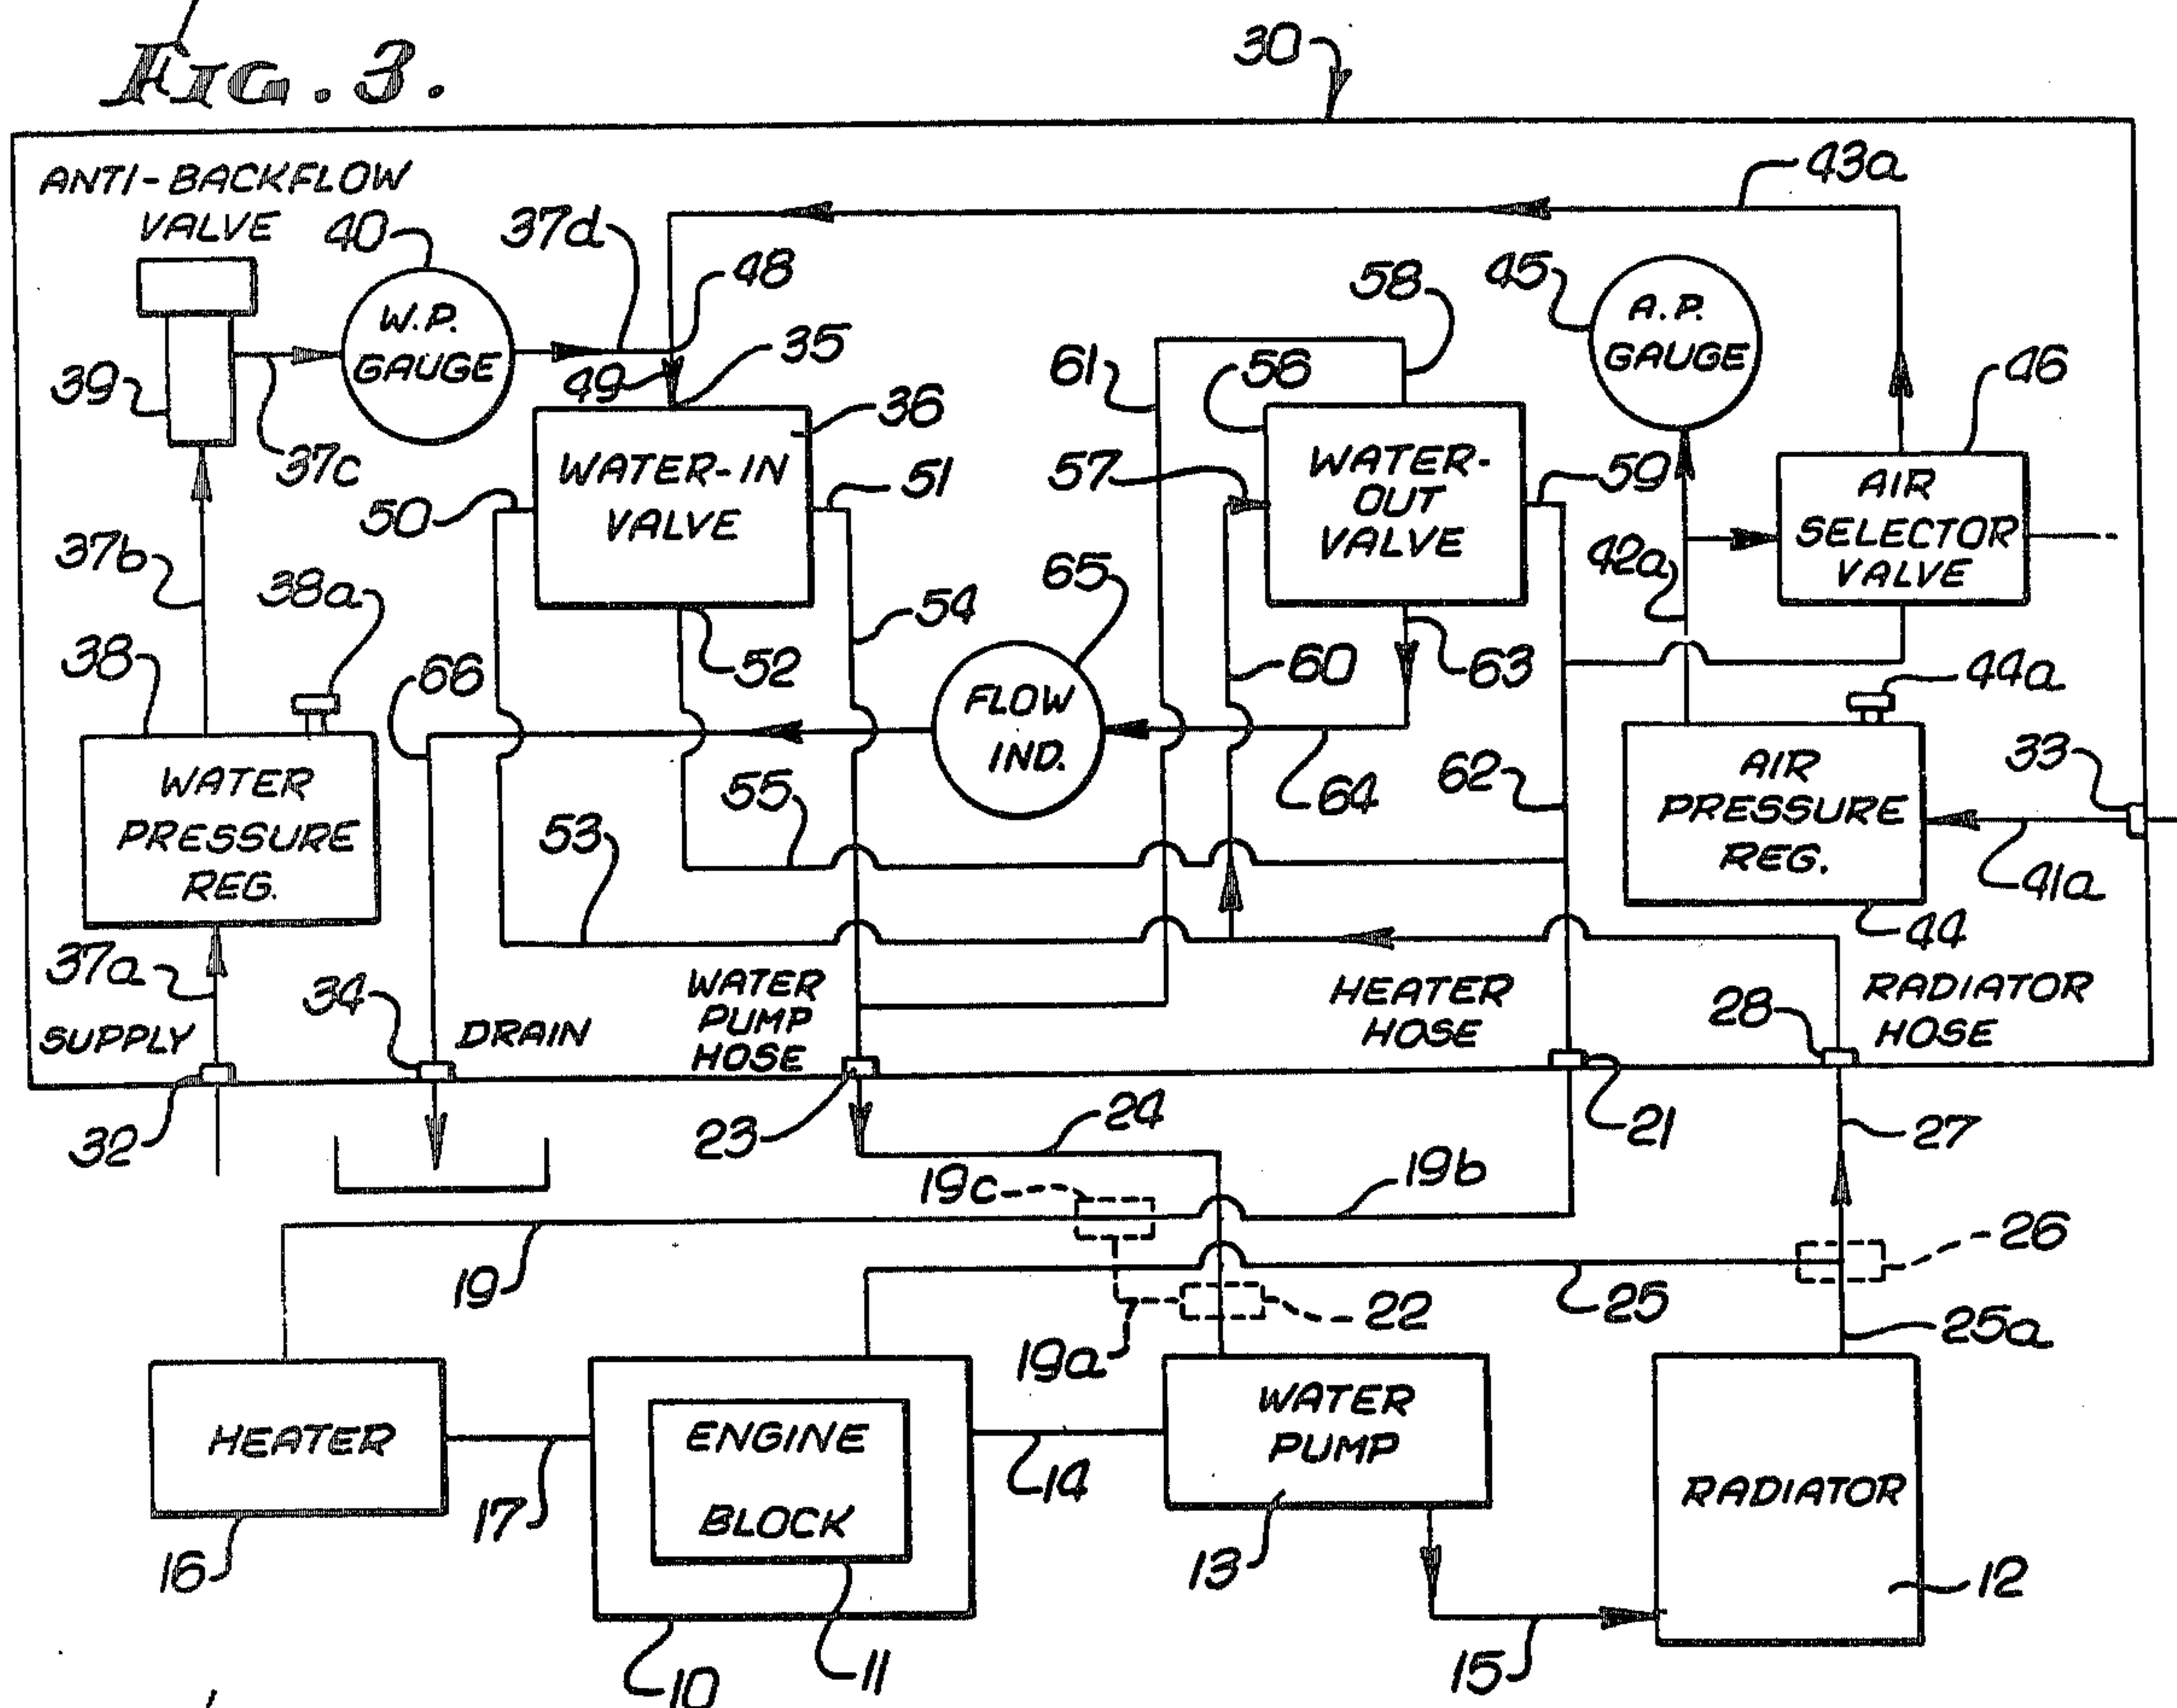 FIG. 3.
30
ANTI-BACKFLOW
VALVE
40
37d
48
43a
W.P.
GAUGE
49
35
36
39
37c
61
56
58
45
A.P.
GAUGE
46
WATER-IN
VALVE
50
51
57
WATER-
OUT
VALVE
59
AIR
SELECTOR
VALVE
42a
37b
38a
38
66
52
54
65
FLOW
IND.
60
63
44a
WATER
PRESSURE
REG.
55
53
64
62
AIR
PRESSURE
REG.
33
41a
44
37a
SUPPLY
34
DRAIN
WATER
PUMP
HOSE
HEATER
HOSE
28
RADIATOR
HOSE
32
23
24
21
27
19c
19b
19
26
22
25
19a
25a
HEATER
ENGINE
BLOCK
WATER
PUMP
RADIATOR
17
14
16
13
12
10
11
15